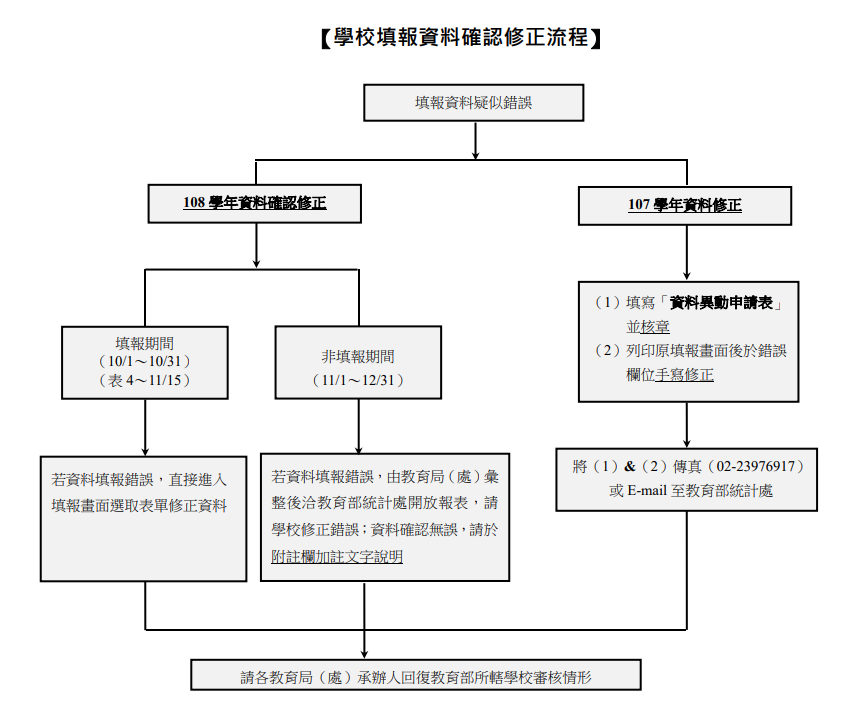 【學校填報資料確認修正流程】
填報資料疑似錯誤
108 學年資料確認修正
107 學年資料修正
填報期間
（10/1～10/31）
（表 4～11/15）
非填報期間
（11/1～12/31）
（1）填寫「資料異動申請表」
並核章
（2）列印原填報畫面後於錯誤
欄位手寫修正
若資料填報錯誤，直接進入
填報畫面選取表單修正資料
若資料填報錯誤，由教育局（處）彙
整後洽教育部統計處開放報表，請
學校修正錯誤；資料確認無誤，請於
附註欄加註文字說明
將（1）&（2）傳真（02-23976917）
或 E-mail 至教育部統計處
請各教育局（處）承辦人回復教育部所轄學校審核情形